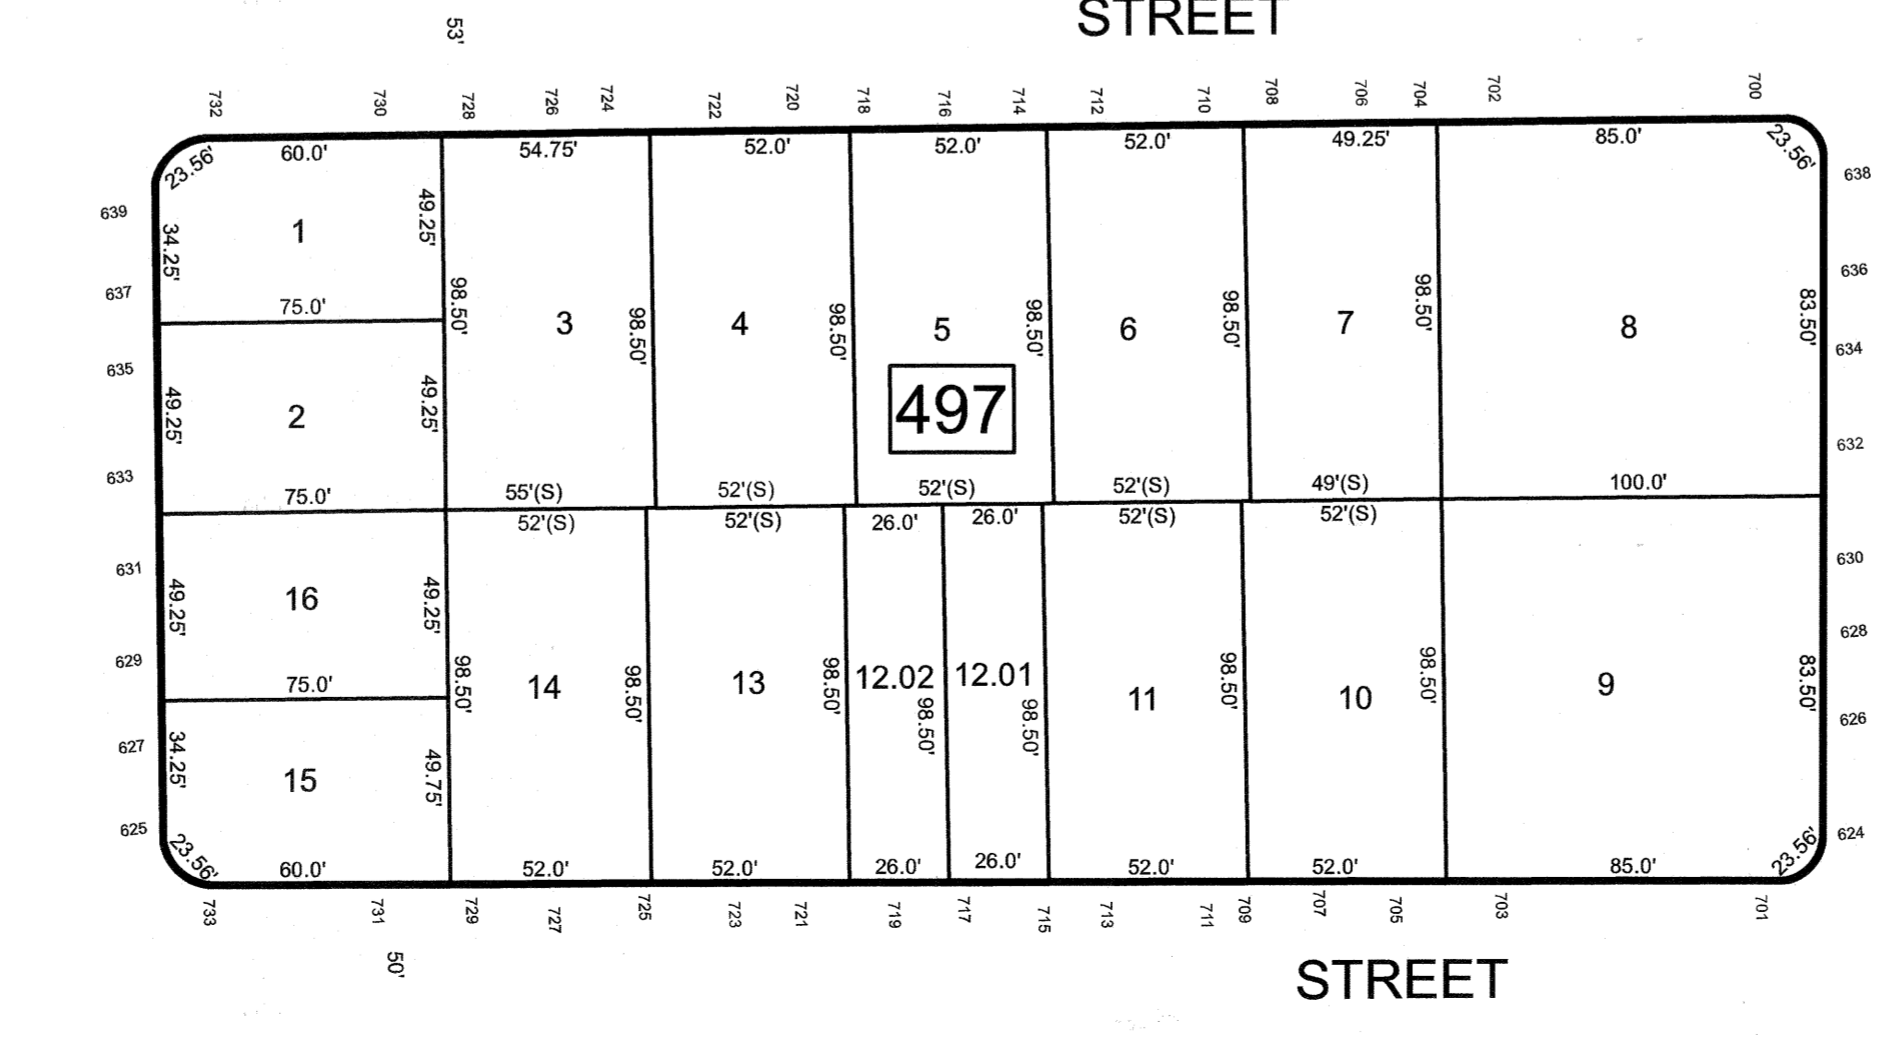 STREET
53'
732 730 728 726 724 722 720 718 716 714 712 710 708 706 704 702 700
23.56' 60.0' 54.75' 52.0' 52.0' 52.0' 49.25' 85.0' 23.56'
639 34.25' 1 49.25' 638
637 75.0' 98.50' 3 98.50' 4 98.50' 5 98.50' 6 98.50' 7 98.50' 8 83.50' 636
635 634
49.25' 2 49.25' 497 632
633 75.0' 55'(S) 52'(S) 52'(S) 52'(S) 49'(S) 100.0'
52'(S) 52'(S) 26.0' 26.0' 52'(S) 52'(S)
631 49.25' 16 49.25' 630
628
629 75.0' 98.50' 14 98.50' 13 98.50' 12.02 98.50' 12.01 98.50' 11 98.50' 10 98.50' 9 83.50' 626
627 34.25' 15 49.75'
625 624
23.56' 60.0' 52.0' 52.0' 26.0' 26.0' 52.0' 52.0' 85.0' 23.56'
733 731 729 727 725 723 721 719 717 715 713 711 709 707 705 703 701
50'
STREET